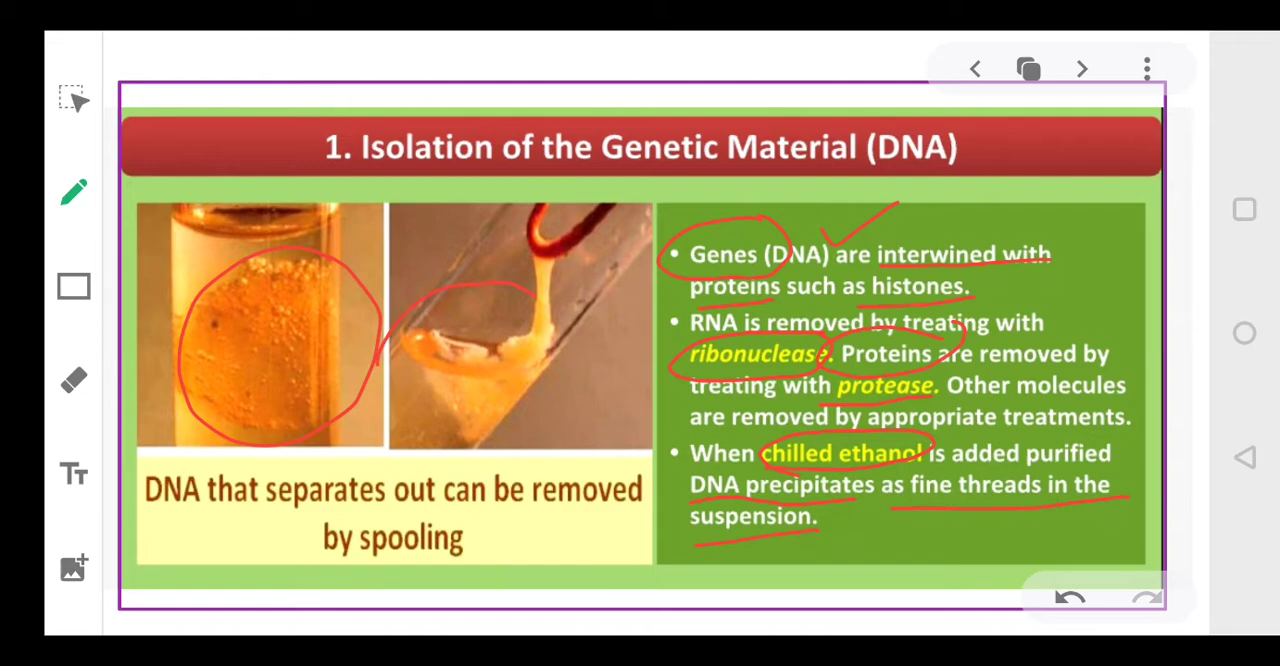 1. Isolation of the Genetic Material (DNA)
DNA that separates out can be removed
by spooling
• Genes (DNA) are interwined with
proteins such as histones.
• RNA is removed by treating with
ribonuclease. Proteins are removed by
treating with protease. Other molecules
are removed by appropriate treatments.
• When chilled ethanol is added purified
DNA precipitates as fine threads in the
suspension.
TT